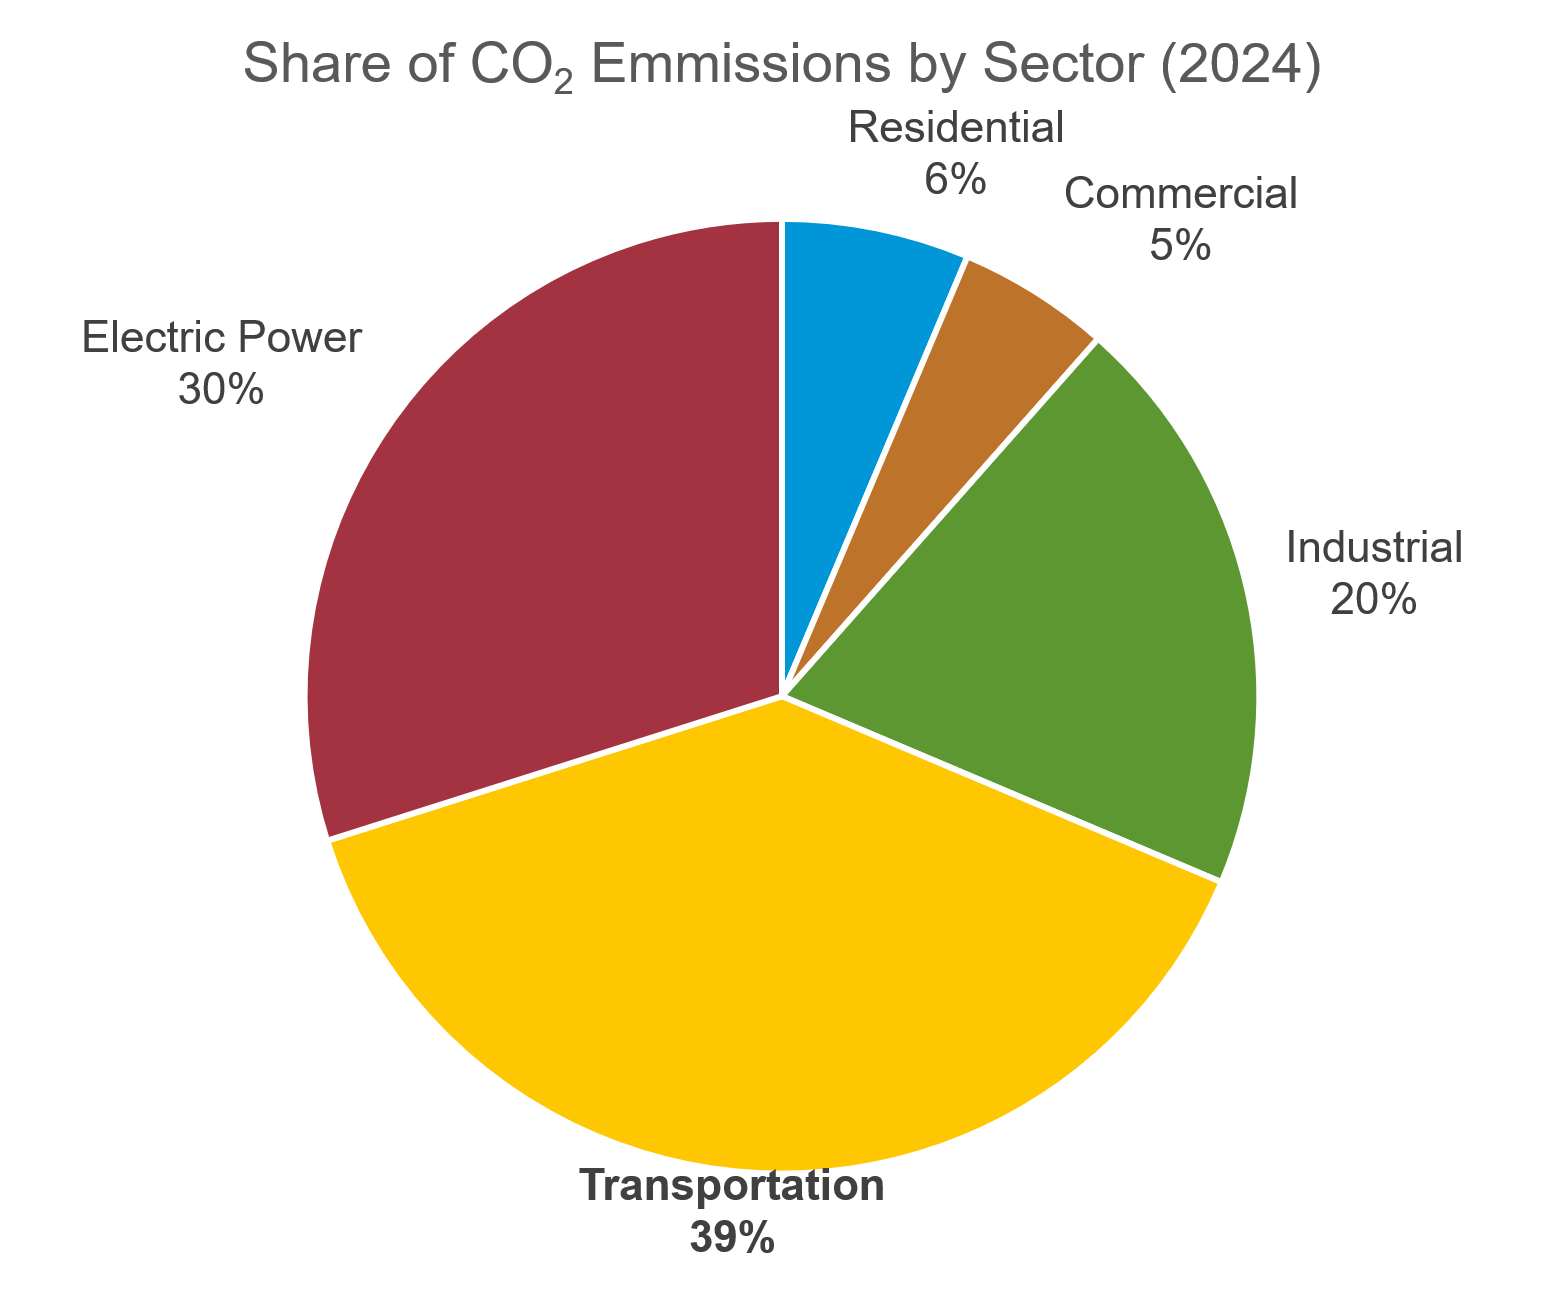 Share of CO₂ Emmissions by Sector (2024)
Residential
6%
Commercial
5%
Electric Power
30%
Industrial
20%
Transportation
39%